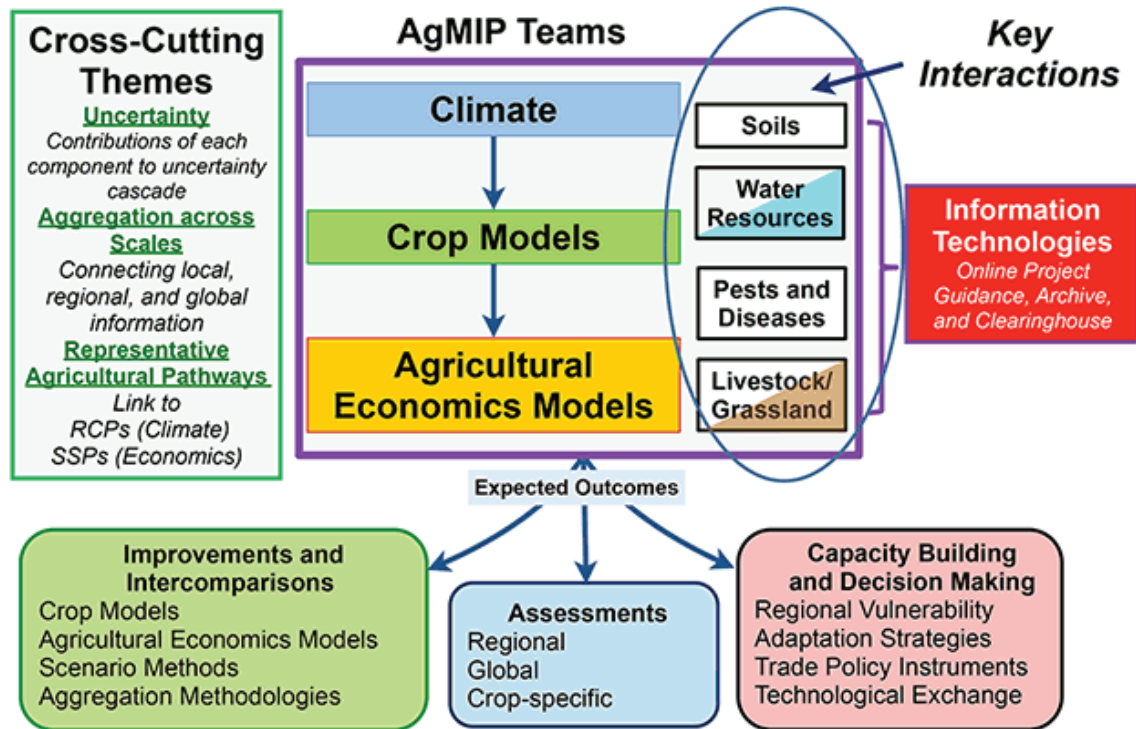 Cross-Cutting
Themes
Uncertainty
Contributions of each
component to uncertainty
cascade
Aggregation across
Scales
Connecting local,
regional, and global
information
Representative
Agricultural Pathways
Link to
RCPs (Climate)
SSPs (Economics)
AgMIP Teams
Climate
Crop Models
Agricultural
Economics Models
Key
Interactions
Soils
Water
Resources
Pests and
Diseases
Livestock/
Grassland
Information
Technologies
Online Project
Guidance, Archive,
and Clearinghouse
Expected Outcomes
Improvements and
Intercomparisons
Crop Models
Agricultural Economics Models
Scenario Methods
Aggregation Methodologies
Assessments
Regional
Global
Crop-specific
Capacity Building
and Decision Making
Regional Vulnerability
Adaptation Strategies
Trade Policy Instruments
Technological Exchange